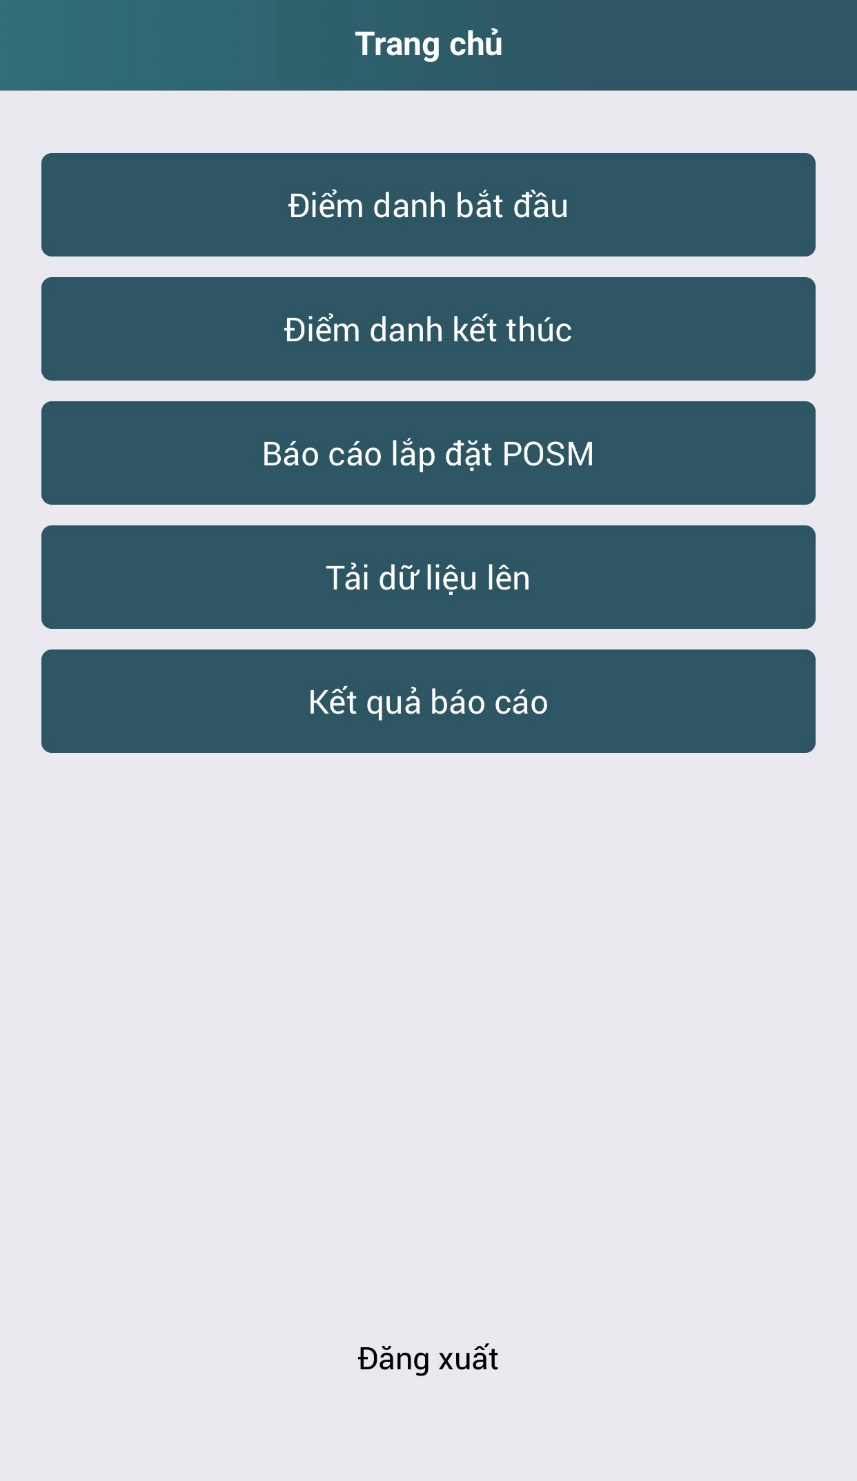 Trang chủ
Điểm danh bắt đầu
Điểm danh kết thúc
Báo cáo lắp đặt POSM
Tải dữ liệu lên
Kết quả báo cáo
Đăng xuất